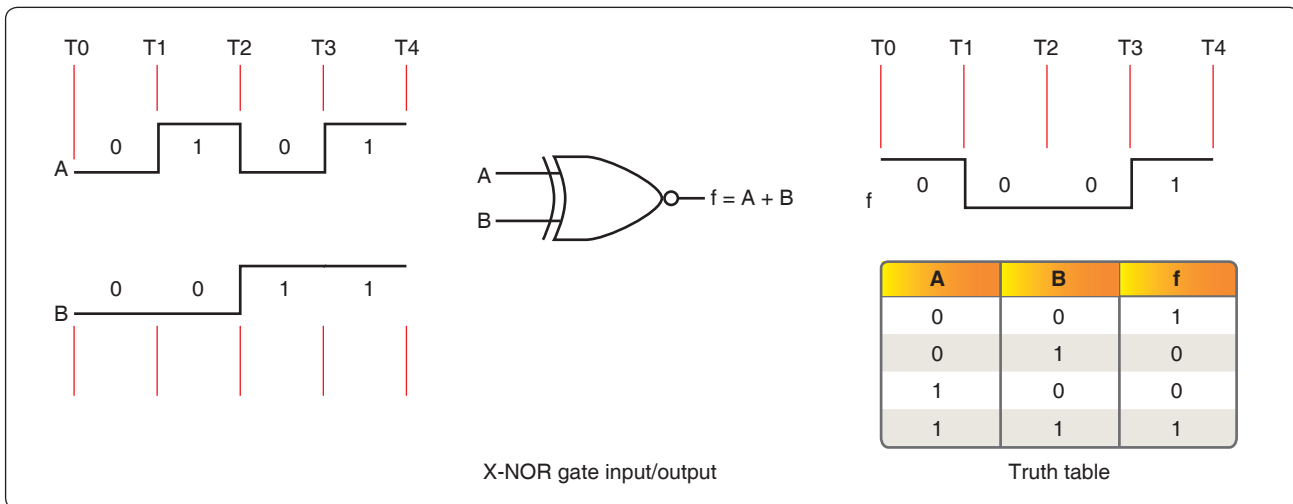 T0 T1 T2 T3 T4
A 0 1 0 1
B 0 0 1 1
A
B
f = A + B
X-NOR gate input/output
T0 T1 T2 T3 T4
f 0 0 0 1
A B f
0 0 1
0 1 0
1 0 0
1 1 1
Truth table